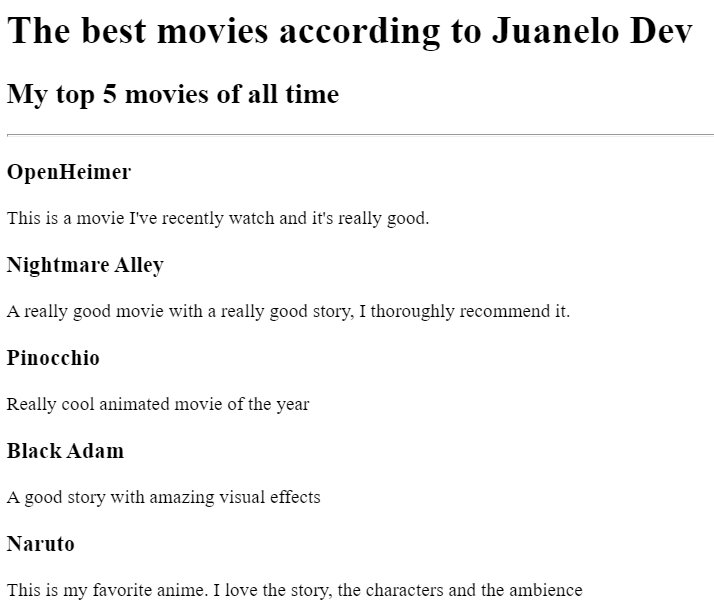 The best movies according to Juanelo Dev
My top 5 movies of all time
OpenHeimer
This is a movie I've recently watch and it's really good.
Nightmare Alley
A really good movie with a really good story, I thoroughly recommend it.
Pinocchio
Really cool animated movie of the year
Black Adam
A good story with amazing visual effects
Naruto
This is my favorite anime. I love the story, the characters and the ambience